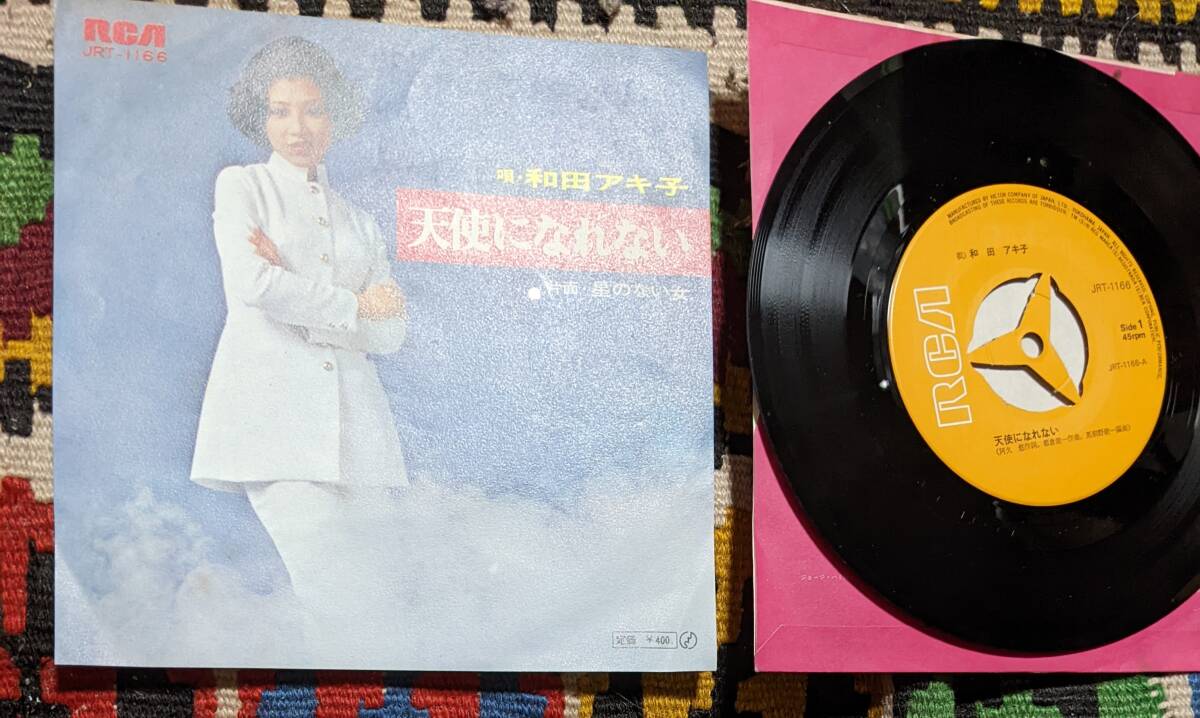 RCA
JRT-1166
唄・和田アキ子
天使になれない
片面 星のない女
定価 ¥400
唄) 和田 アキ子
RCA
JRT-1166
Side 1
45rpm
JRT-1166-A
天使になれない